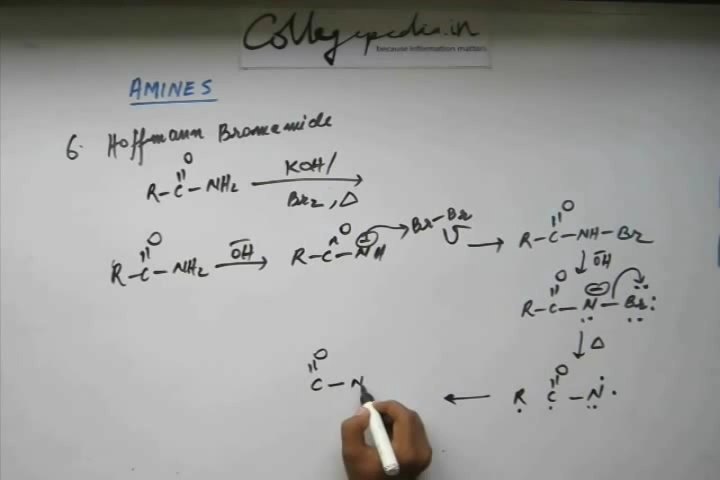 Collegepedia.in
because information matters
AMINES
6. Hoffmann Bromamide
O
R-C-NH₂ KOH/
Br₂, Δ
O
R-C-NH₂ OH
O
R-C-NH Br-Br
O
R-C-NH-Br
OH
O
R-C-N-Br
Δ
O
C-N
O
R C-N